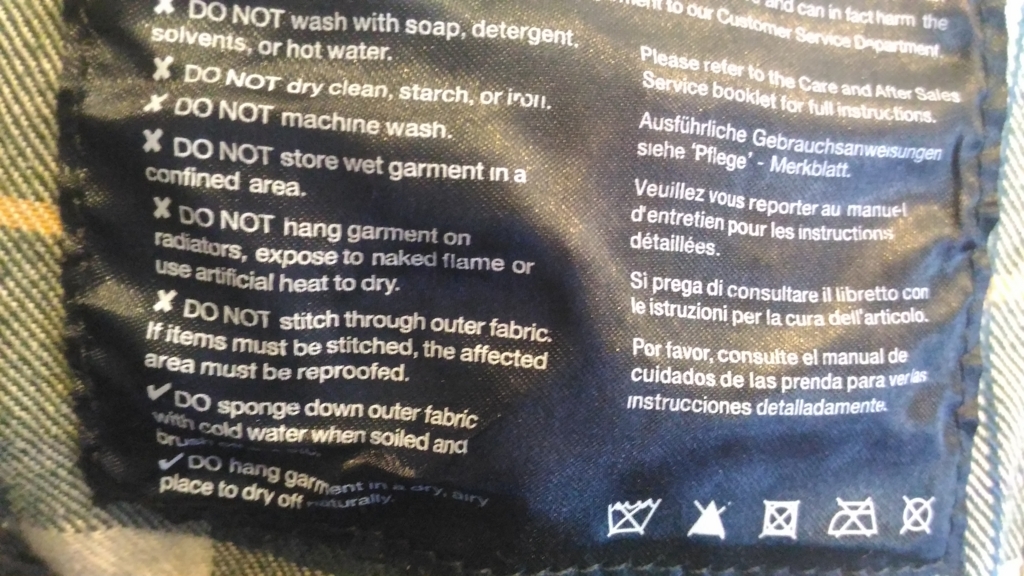 ✗ DO NOT wash with soap, detergent,
solvents, or hot water.
✗ DO NOT dry clean, starch, or iron.
✗ DO NOT machine wash.
✗ DO NOT store wet garment in a
confined area.
✗ DO NOT hang garment on
radiators, expose to naked flame or
use artificial heat to dry.
✗ DO NOT stitch through outer fabric.
If items must be stitched, the affected
area must be reproofed.
✓ DO sponge down outer fabric
with cold water when soiled and
brush
✓ DO hang garment in a dry, airy
place to dry off naturally.
and can in fact harm the
to our Customer Service Department.
Please refer to the Care and After Sales
Service booklet for full instructions.
Ausführliche Gebrauchsanweisungen
siehe 'Pflege' - Merkblatt.
Veuillez vous reporter au manuel
d'entretien pour les instructions
détaillées.
Si prega di consultare il libretto con
le istruzioni per la cura dell'articolo.
Por favor, consulte el manual de
cuidados de las prenda para verlas
instrucciones detalladamente.